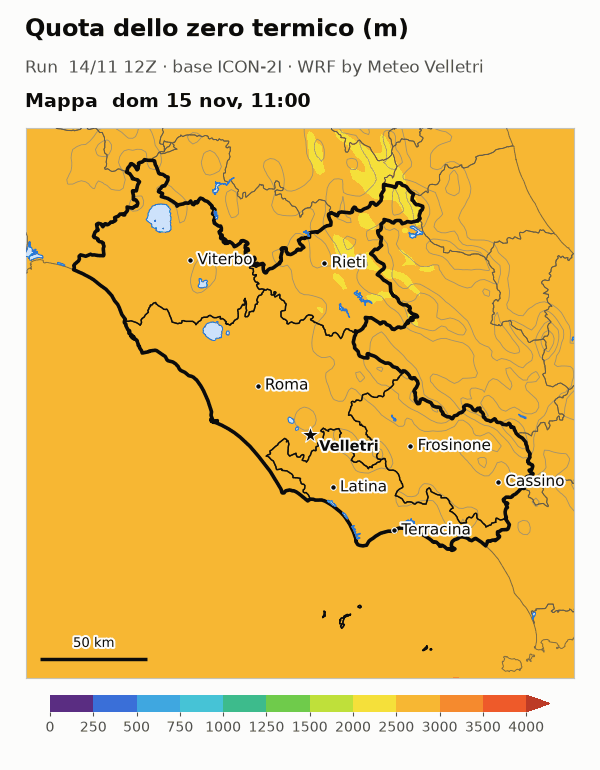 Quota dello zero termico (m)
Run  14/11 12Z · base ICON-2I · WRF by Meteo Velletri
Mappa  dom 15 nov, 11:00
Viterbo
Rieti
Roma
Velletri
Frosinone
Latina
Cassino
Terracina
50 km
0 250 500 750 1000 1250 1500 2000 2500 3000 3500 4000